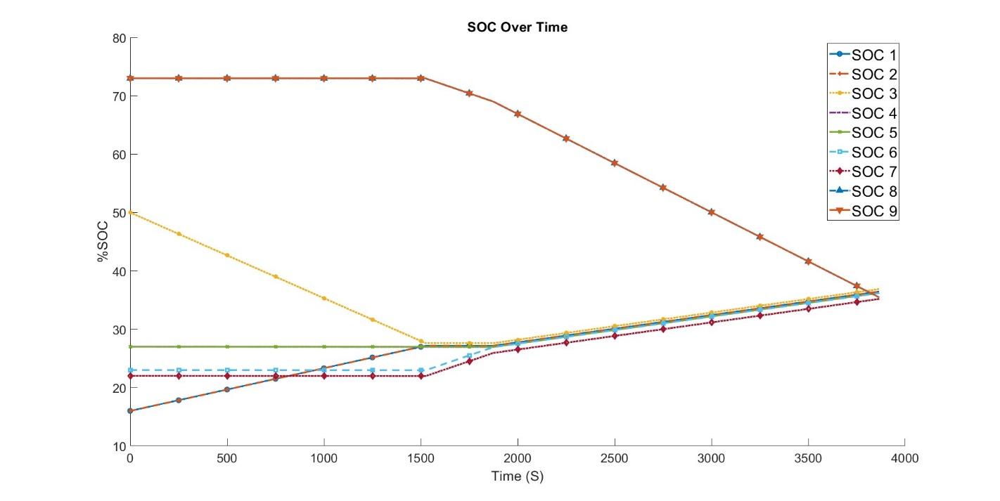 SOC Over Time
80
70
60
50
40
30
20
10
%SOC
0 500 1000 1500 2000 2500 3000 3500 4000
Time (S)
SOC 1
SOC 2
SOC 3
SOC 4
SOC 5
SOC 6
SOC 7
SOC 8
SOC 9